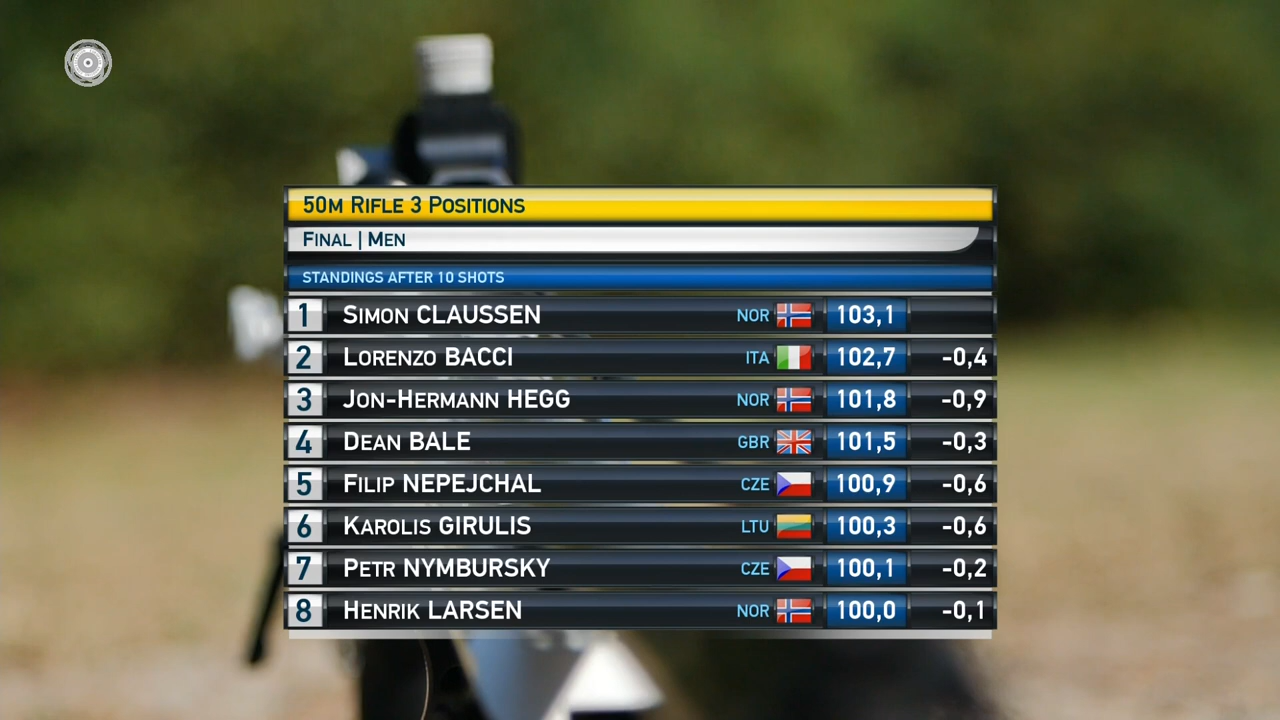 50M RIFLE 3 POSITIONS
FINAL | MEN
STANDINGS AFTER 10 SHOTS
1 SIMON CLAUSSEN NOR 103,1
2 LORENZO BACCI ITA 102,7 -0,4
3 JON-HERMANN HEGG NOR 101,8 -0,9
4 DEAN BALE GBR 101,5 -0,3
5 FILIP NEPEJCHAL CZE 100,9 -0,6
6 KAROLIS GIRULIS LTU 100,3 -0,6
7 PETR NYMBURSKY CZE 100,1 -0,2
8 HENRIK LARSEN NOR 100,0 -0,1